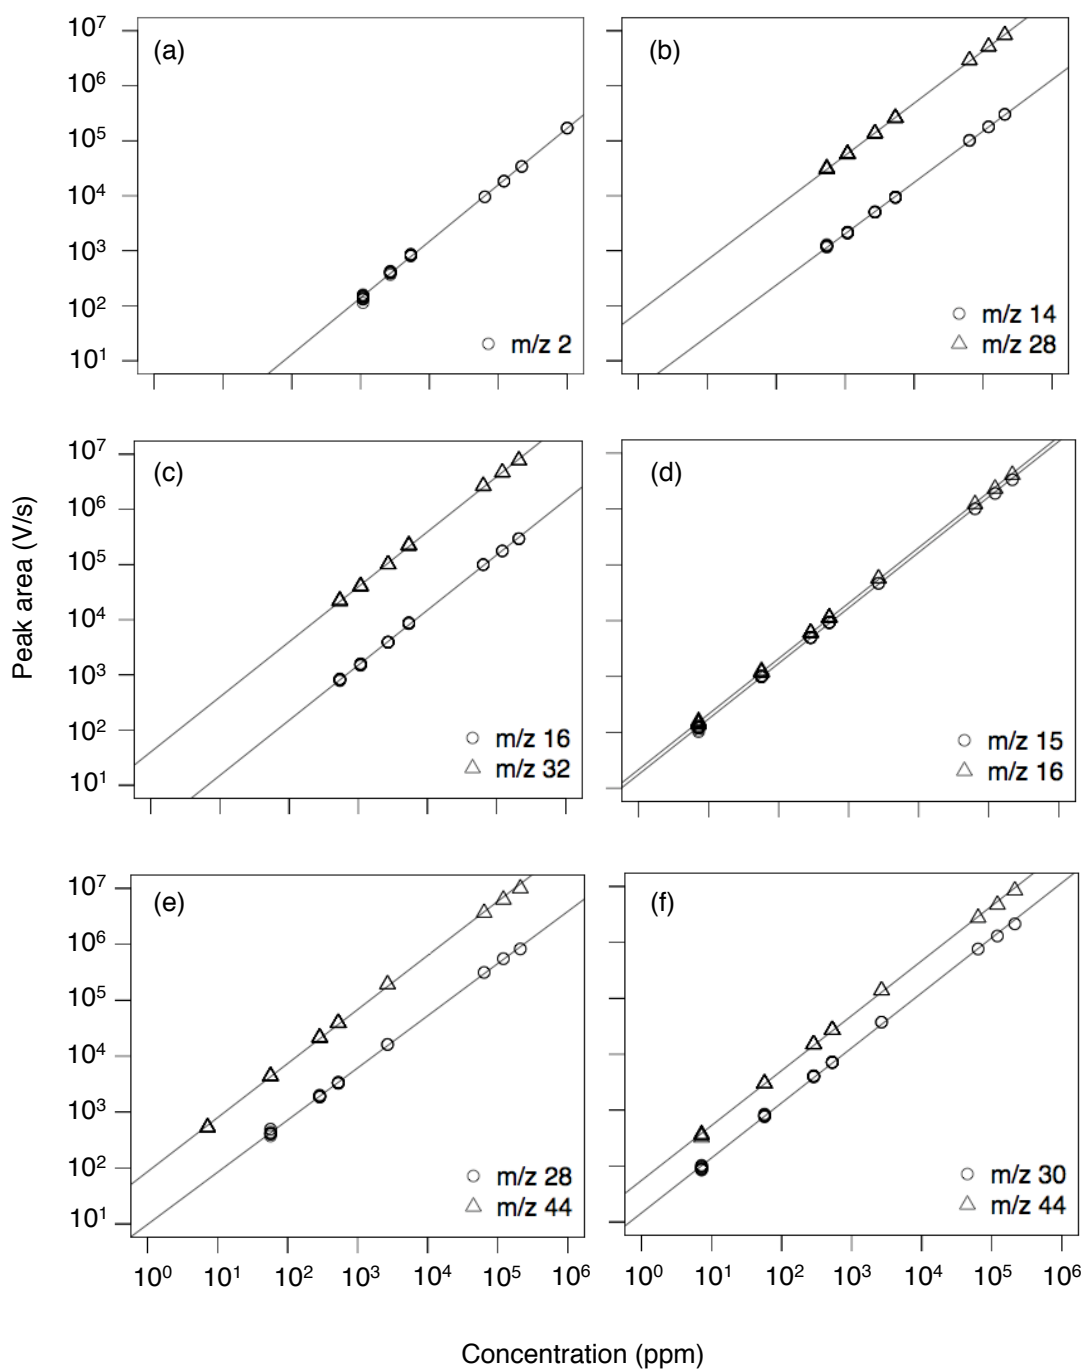 (a)
10⁷
10⁶
10⁵
10⁴
10³
10²
10¹
m/z 2
(b)
m/z 14
m/z 28
Peak area (V/s)
(c)
10⁷
10⁶
10⁵
10⁴
10³
10²
10¹
m/z 16
m/z 32
(d)
m/z 15
m/z 16
(e)
10⁷
10⁶
10⁵
10⁴
10³
10²
10¹
m/z 28
m/z 44
10⁰ 10¹ 10² 10³ 10⁴ 10⁵ 10⁶
(f)
m/z 30
m/z 44
10⁰ 10¹ 10² 10³ 10⁴ 10⁵ 10⁶
Concentration (ppm)